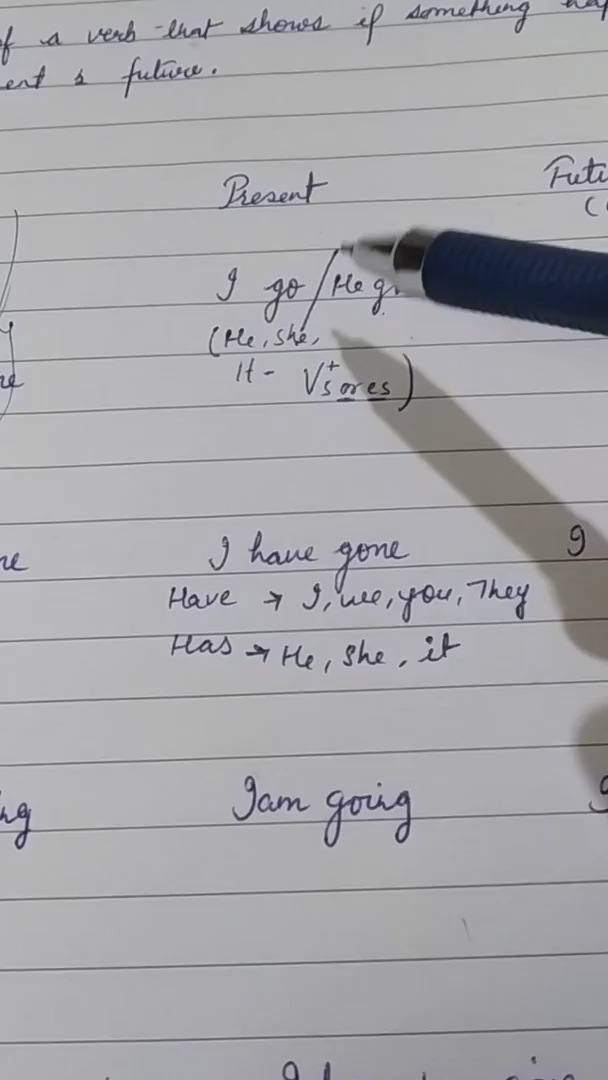 of a verb that shows if something
ent & future.
Present
I go / He g
(He, She,
It - V+s or es)
I have gone
Have → I, we, you, They
Has → He, She, it
I am going